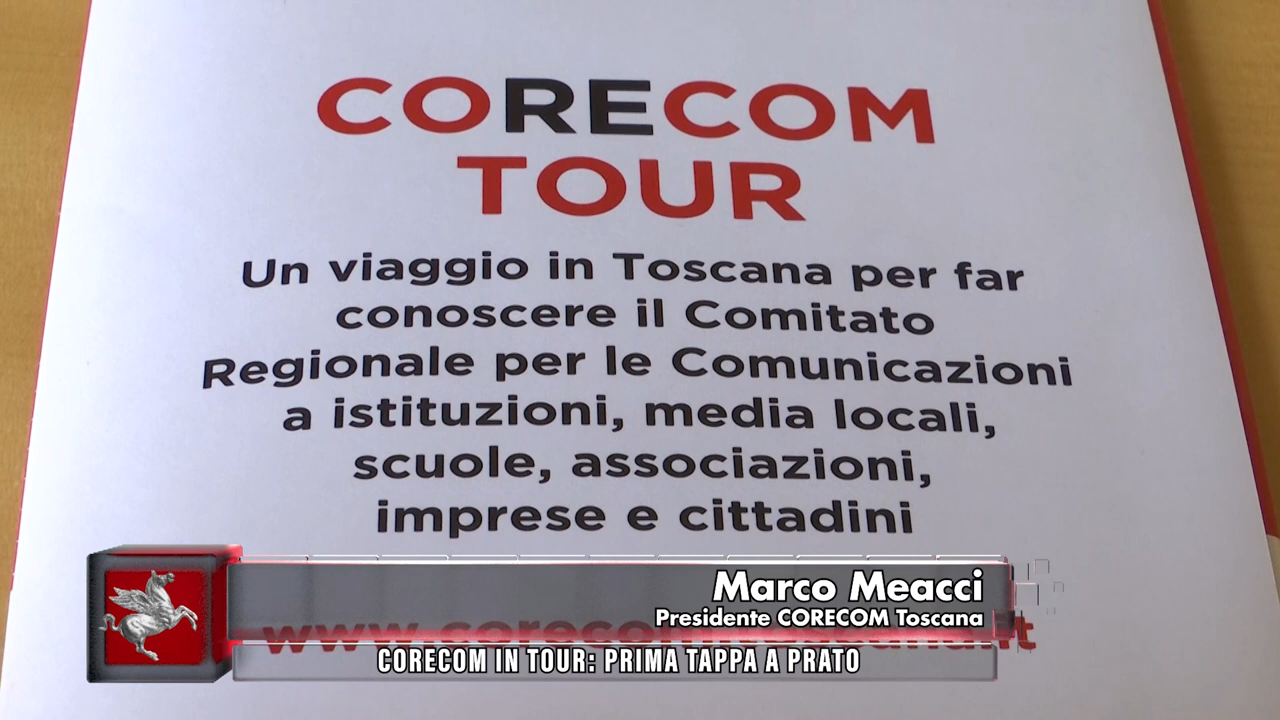 CORECOM
TOUR
Un viaggio in Toscana per far
conoscere il Comitato
Regionale per le Comunicazioni
a istituzioni, media locali,
scuole, associazioni,
imprese e cittadini
Marco Meacci
Presidente CORECOM Toscana
CORECOM IN TOUR: PRIMA TAPPA A PRATO